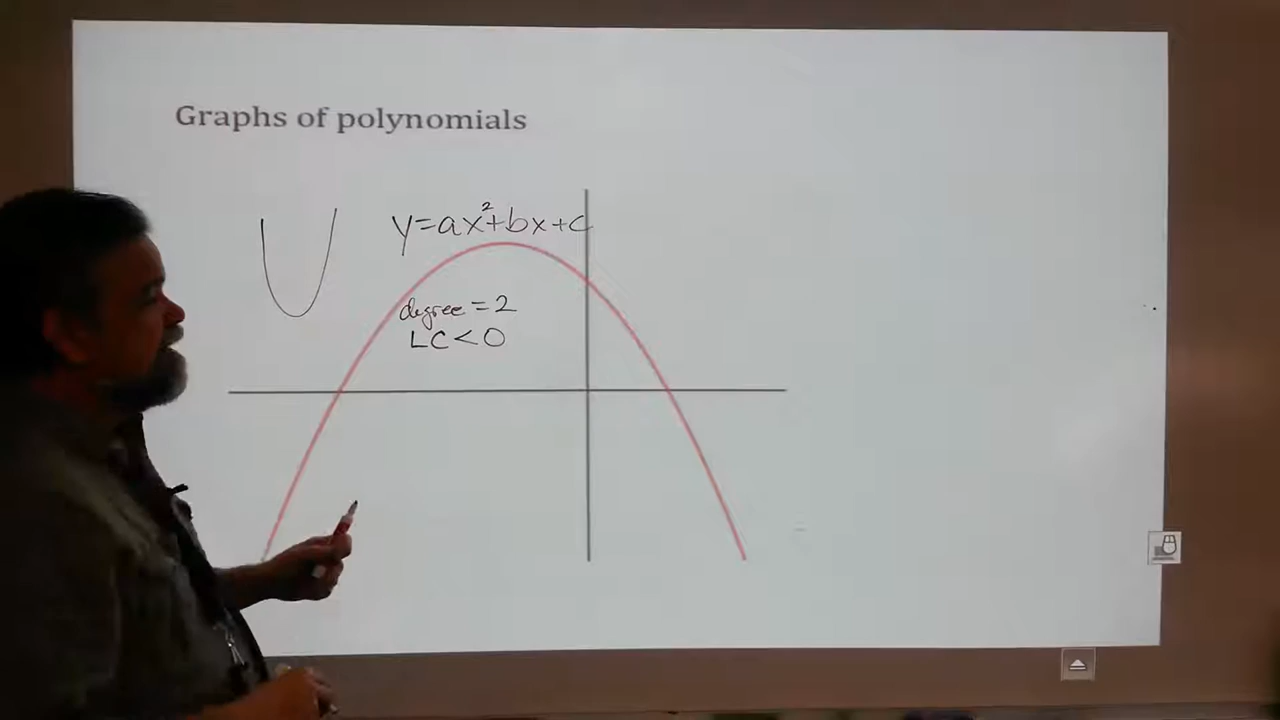 Graphs of polynomials
y=ax²+bx+c
degree = 2
LC < 0